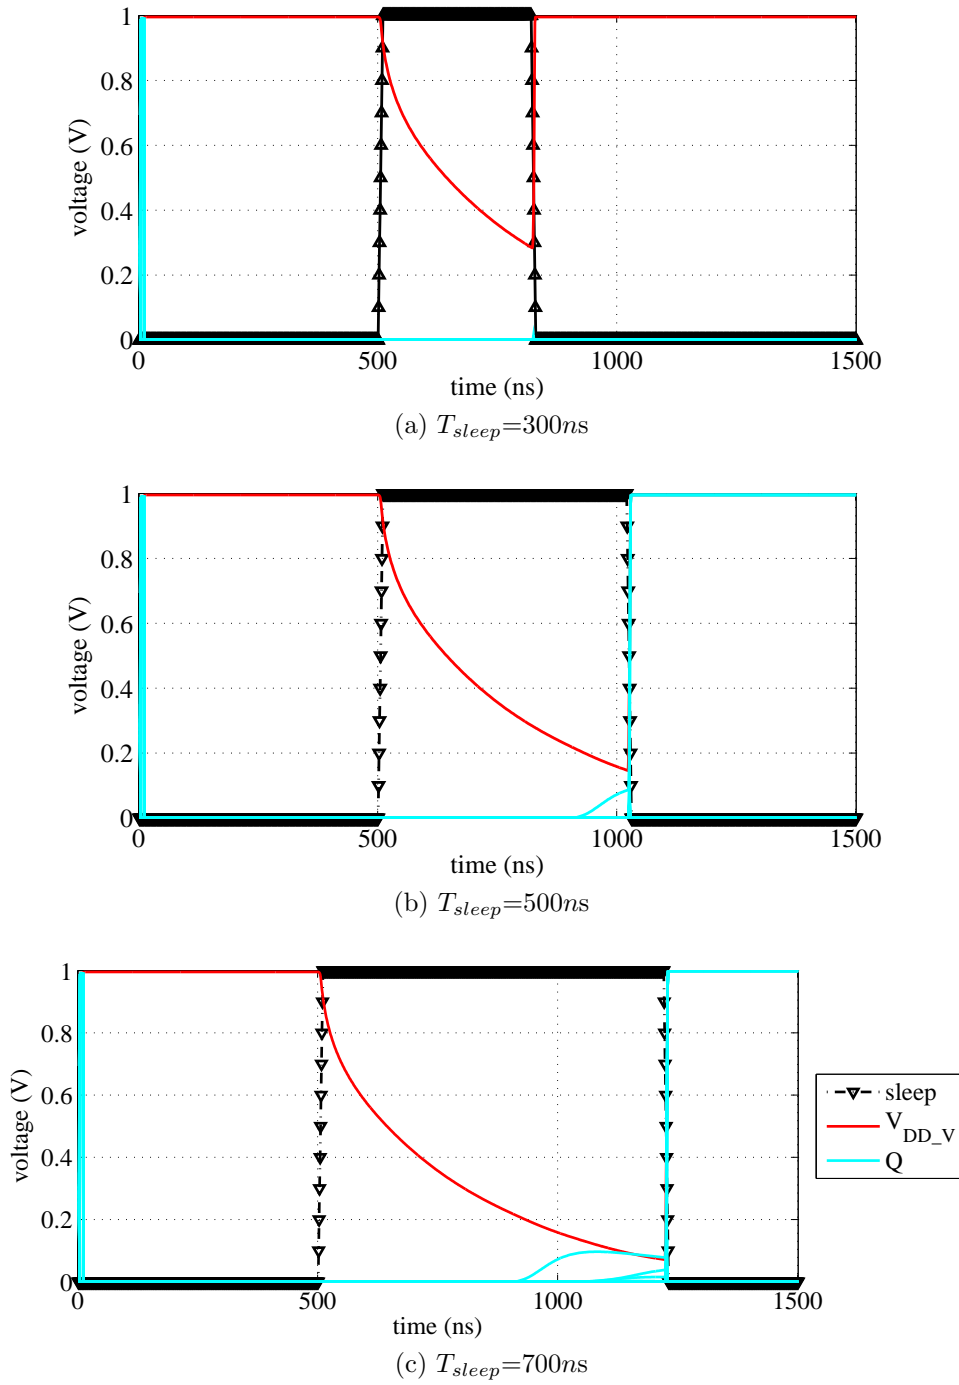 1
0.8
0.6
0.4
0.2
0
voltage (V)
0 500 1000 1500
time (ns)
(a) T_sleep=300ns
1
0.8
0.6
0.4
0.2
0
voltage (V)
0 500 1000 1500
time (ns)
(b) T_sleep=500ns
1
0.8
0.6
0.4
0.2
0
voltage (V)
0 500 1000 1500
time (ns)
sleep
V_DD_V
Q
(c) T_sleep=700ns